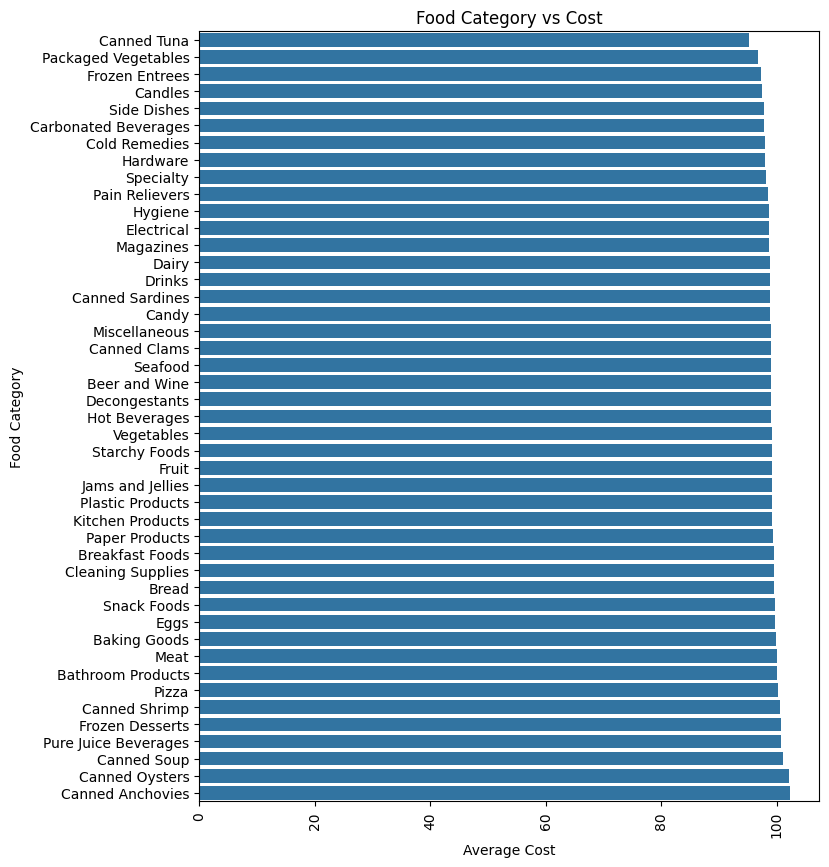 Food Category vs Cost
Food Category
Canned Tuna
Packaged Vegetables
Frozen Entrees
Candles
Side Dishes
Carbonated Beverages
Cold Remedies
Hardware
Specialty
Pain Relievers
Hygiene
Electrical
Magazines
Dairy
Drinks
Canned Sardines
Candy
Miscellaneous
Canned Clams
Seafood
Beer and Wine
Decongestants
Hot Beverages
Vegetables
Starchy Foods
Fruit
Jams and Jellies
Plastic Products
Kitchen Products
Paper Products
Breakfast Foods
Cleaning Supplies
Bread
Snack Foods
Eggs
Baking Goods
Meat
Bathroom Products
Pizza
Canned Shrimp
Frozen Desserts
Pure Juice Beverages
Canned Soup
Canned Oysters
Canned Anchovies
0 20 40 60 80 100
Average Cost